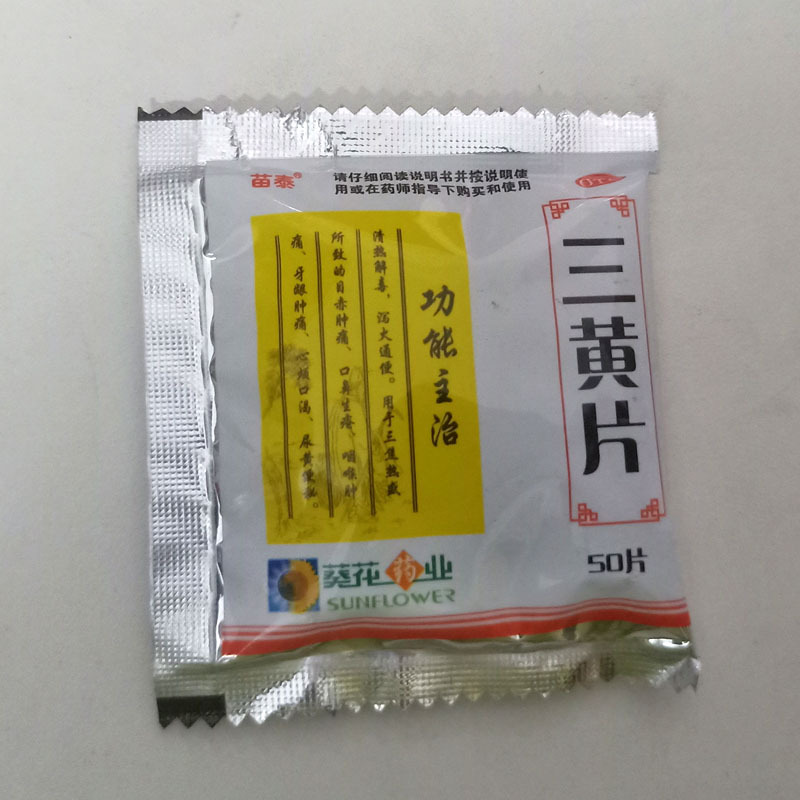 苗泰®
请仔细阅读说明书并按说明使
用或在药师指导下购买和使用
三黄片
功能主治
清热解毒，泻火通便。用于三焦热盛
所致的目赤肿痛、口鼻生疮、咽喉肿
痛、牙龈肿痛、心烦口渴、尿黄便秘。
50片
葵花药业
SUNFLOWER